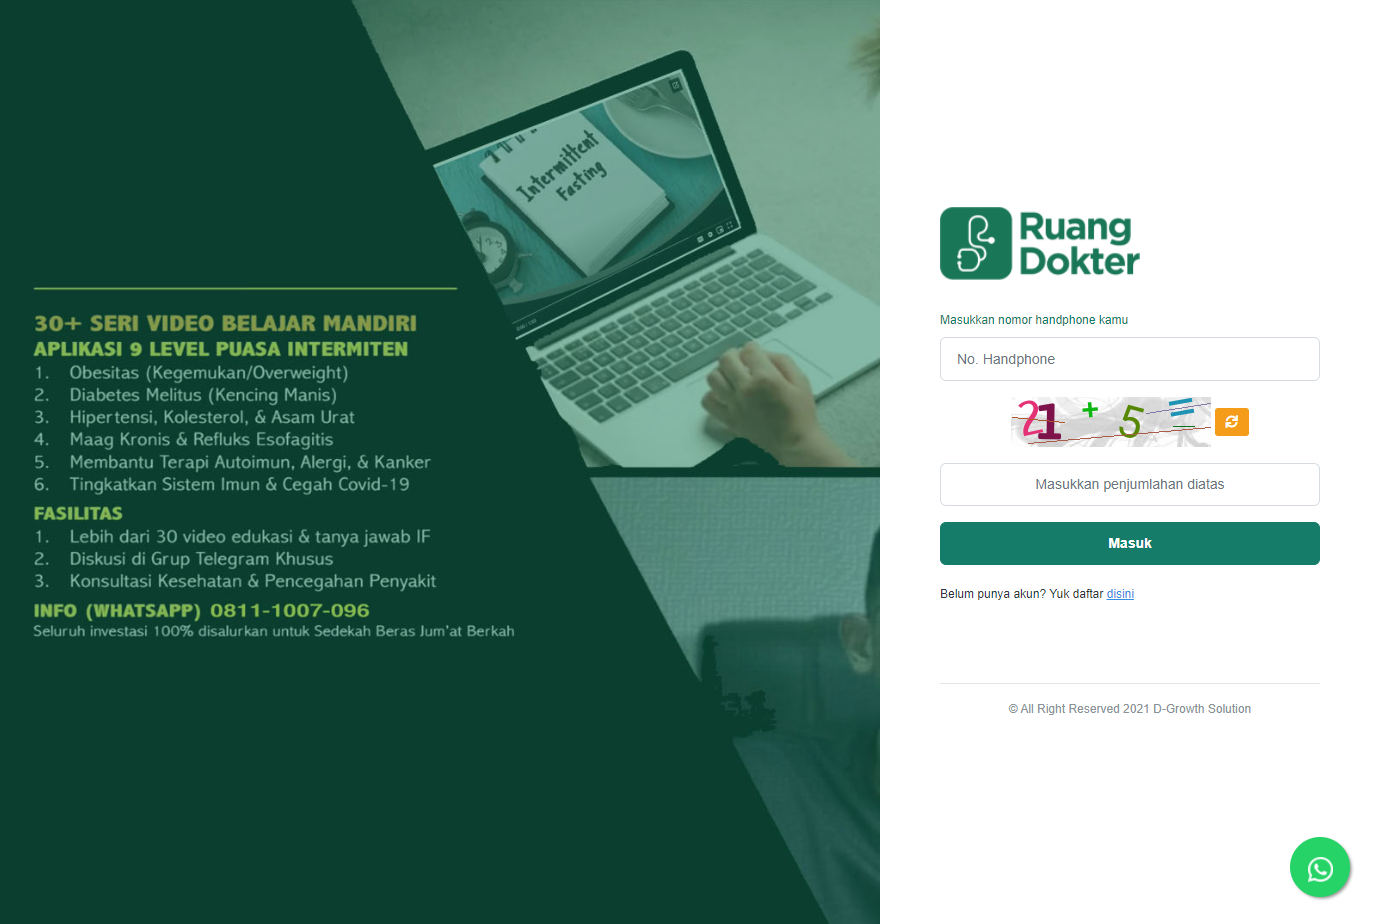 Intermittent
Fasting
30+ SERI VIDEO BELAJAR MANDIRI
APLIKASI 9 LEVEL PUASA INTERMITEN
1. Obesitas (Kegemukan/Overweight)
2. Diabetes Melitus (Kencing Manis)
3. Hipertensi, Kolesterol, & Asam Urat
4. Maag Kronis & Refluks Esofagitis
5. Membantu Terapi Autoimun, Alergi, & Kanker
6. Tingkatkan Sistem Imun & Cegah Covid-19
FASILITAS
1. Lebih dari 30 video edukasi & tanya jawab IF
2. Diskusi di Grup Telegram Khusus
3. Konsultasi Kesehatan & Pencegahan Penyakit
INFO (WHATSAPP) 0811-1007-096
Seluruh investasi 100% disalurkan untuk Sedekah Beras Jum'at Berkah
Ruang
Dokter
Masukkan nomor handphone kamu
No. Handphone
21 + 5 =
Masukkan penjumlahan diatas
Masuk
Belum punya akun? Yuk daftar disini
© All Right Reserved 2021 D-Growth Solution